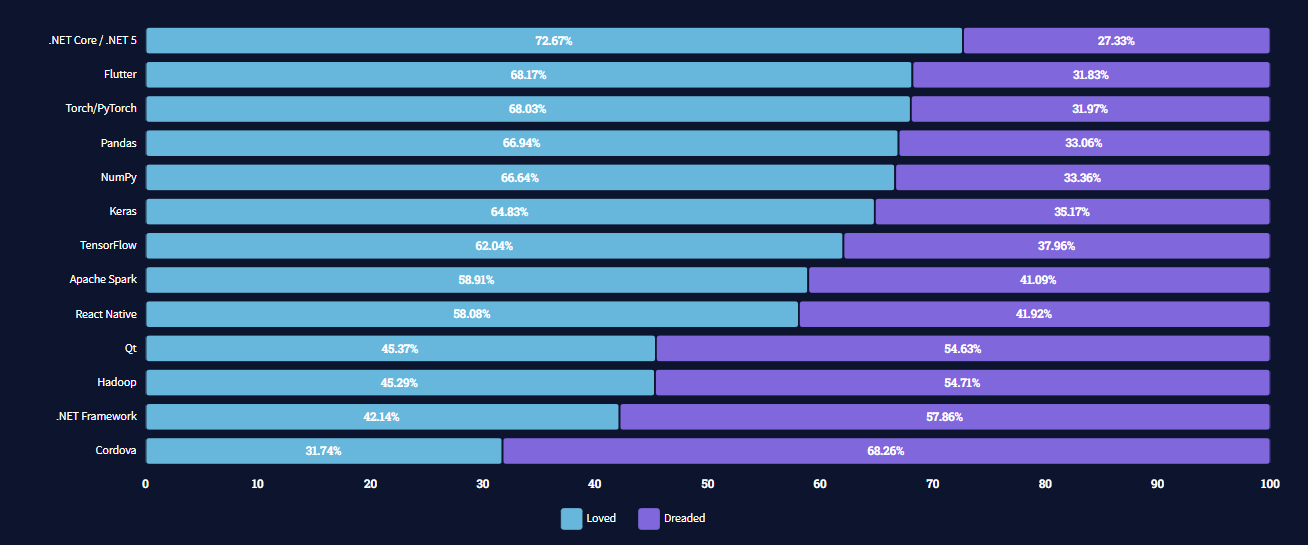 .NET Core / .NET 5 72.67% 27.33%
Flutter 68.17% 31.83%
Torch/PyTorch 68.03% 31.97%
Pandas 66.94% 33.06%
NumPy 66.64% 33.36%
Keras 64.83% 35.17%
TensorFlow 62.04% 37.96%
Apache Spark 58.91% 41.09%
React Native 58.08% 41.92%
Qt 45.37% 54.63%
Hadoop 45.29% 54.71%
.NET Framework 42.14% 57.86%
Cordova 31.74% 68.26%
0 10 20 30 40 50 60 70 80 90 100
Loved Dreaded